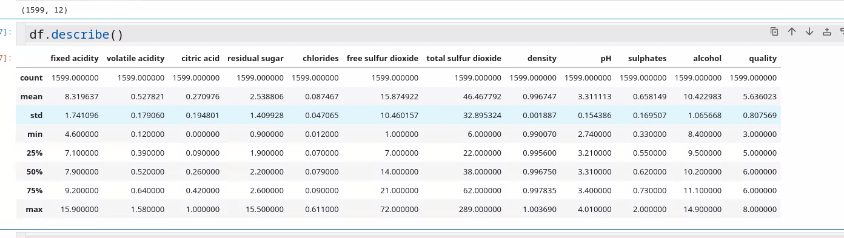 (1599, 12)
7]: df.describe()
7]: fixed acidity volatile acidity citric acid residual sugar chlorides free sulfur dioxide total sulfur dioxide density pH sulphates alcohol quality
count 1599.000000 1599.000000 1599.000000 1599.000000 1599.000000 1599.000000 1599.000000 1599.000000 1599.000000 1599.000000 1599.000000 1599.000000
mean 8.319637 0.527821 0.270976 2.538806 0.087467 15.874922 46.467792 0.996747 3.311113 0.658149 10.422983 5.636023
std 1.741096 0.179060 0.194801 1.409928 0.047065 10.460157 32.895324 0.001887 0.154386 0.169507 1.065668 0.807569
min 4.600000 0.120000 0.000000 0.900000 0.012000 1.000000 6.000000 0.990070 2.740000 0.330000 8.400000 3.000000
25% 7.100000 0.390000 0.090000 1.900000 0.070000 7.000000 22.000000 0.995600 3.210000 0.550000 9.500000 5.000000
50% 7.900000 0.520000 0.260000 2.200000 0.079000 14.000000 38.000000 0.996750 3.310000 0.620000 10.200000 6.000000
75% 9.200000 0.640000 0.420000 2.600000 0.090000 21.000000 62.000000 0.997835 3.400000 0.730000 11.100000 6.000000
max 15.900000 1.580000 1.000000 15.500000 0.611000 72.000000 289.000000 1.003690 4.010000 2.000000 14.900000 8.000000